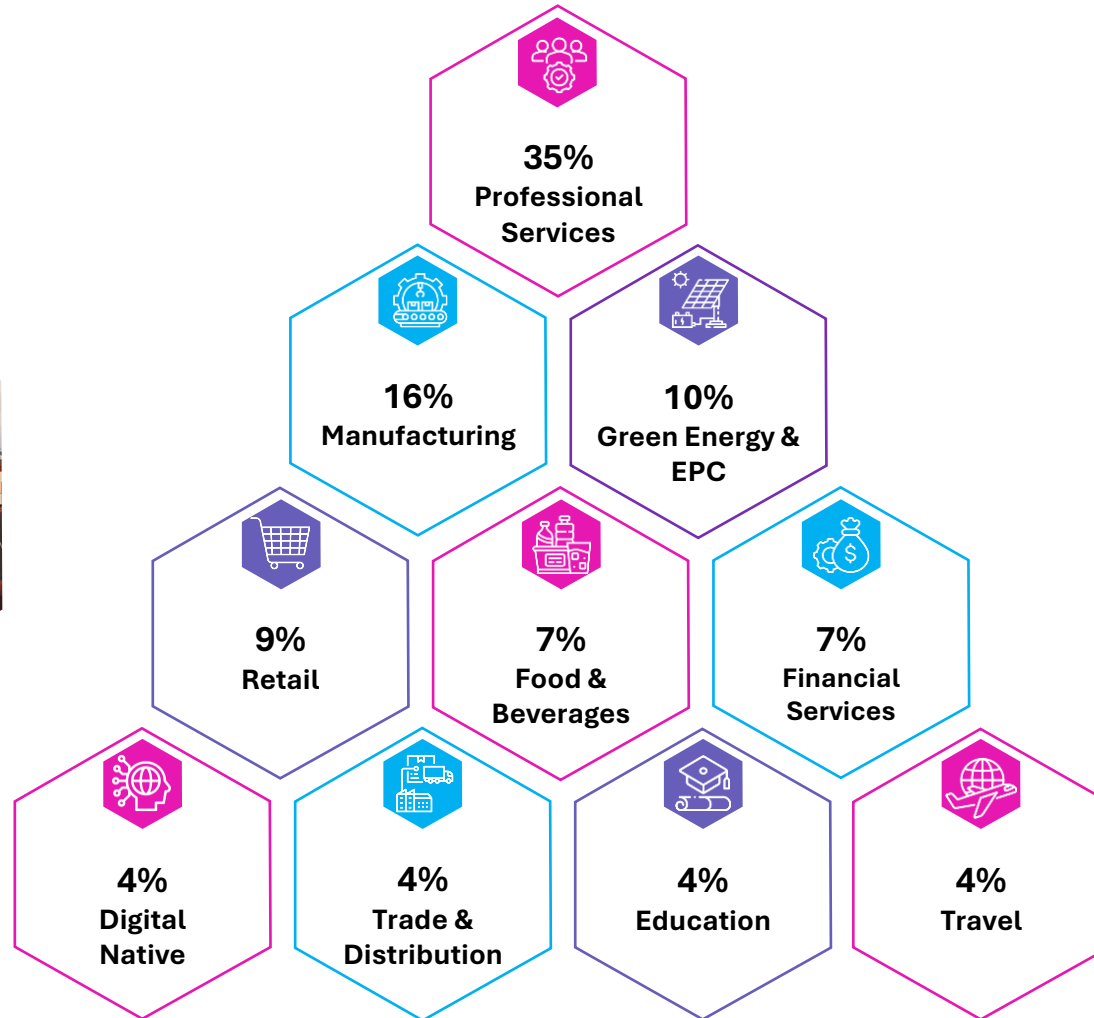 35%
Professional
Services
16%
Manufacturing
10%
Green Energy &
EPC
9%
Retail
7%
Food &
Beverages
7%
Financial
Services
4%
Digital
Native
4%
Trade &
Distribution
4%
Education
4%
Travel